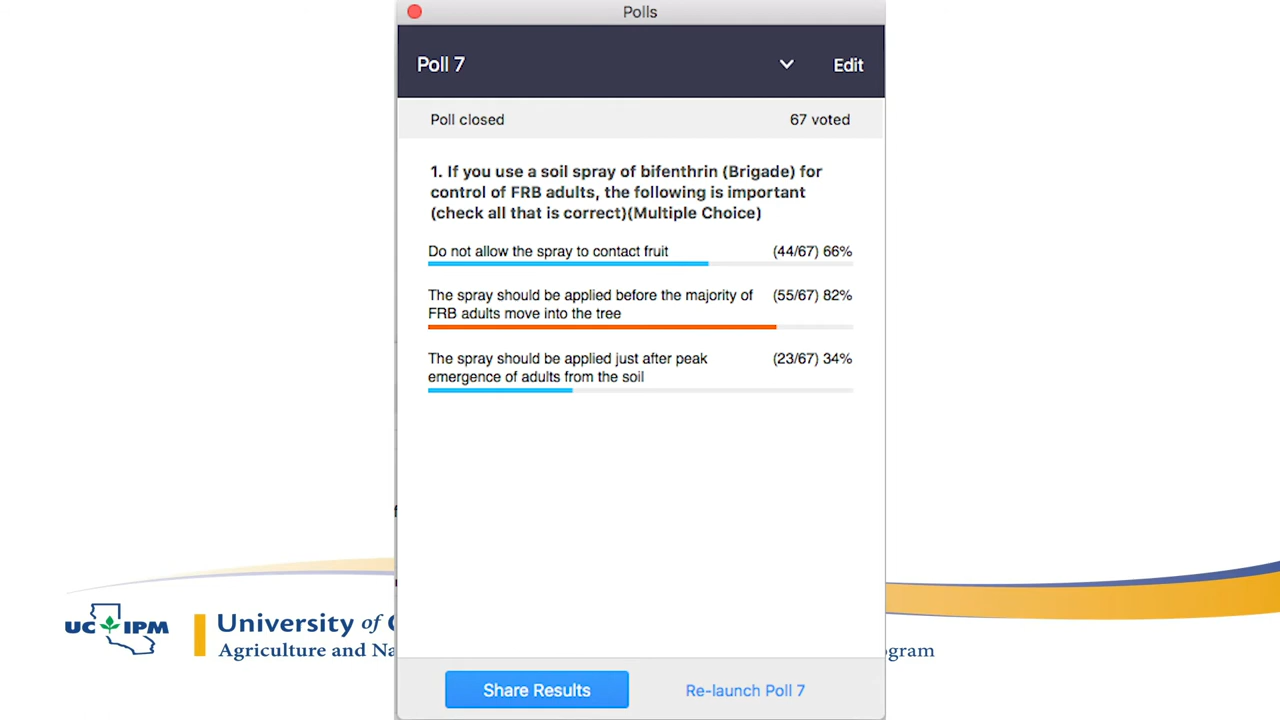 Polls
Poll 7
Edit
Poll closed
67 voted
1. If you use a soil spray of bifenthrin (Brigade) for
control of FRB adults, the following is important
(check all that is correct)(Multiple Choice)
Do not allow the spray to contact fruit
(44/67) 66%
The spray should be applied before the majority of
FRB adults move into the tree
(55/67) 82%
The spray should be applied just after peak
emergence of adults from the soil
(23/67) 34%
UC IPM
University of C
Agriculture and Na
ogram
Share Results
Re-launch Poll 7